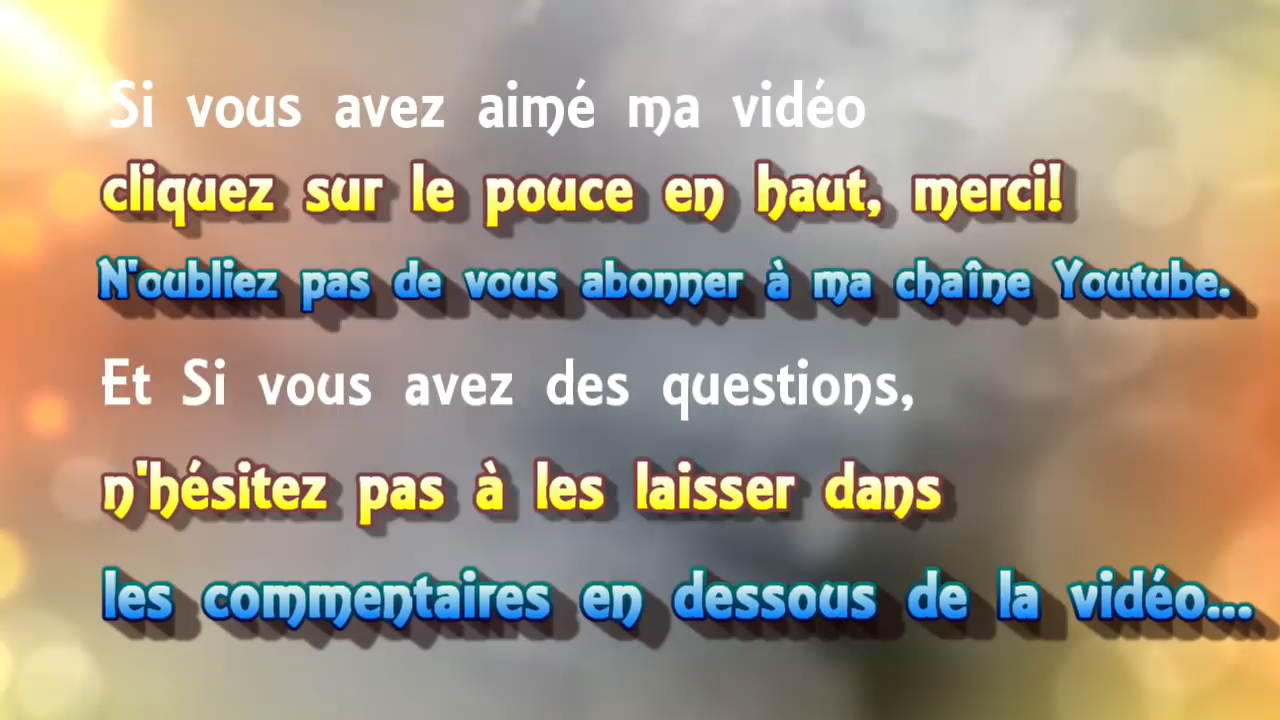 Si vous avez aimé ma vidéo
cliquez sur le pouce en haut, merci!
N'oubliez pas de vous abonner à ma chaîne Youtube.
Et Si vous avez des questions,
n'hésitez pas à les laisser dans
les commentaires en dessous de la vidéo...